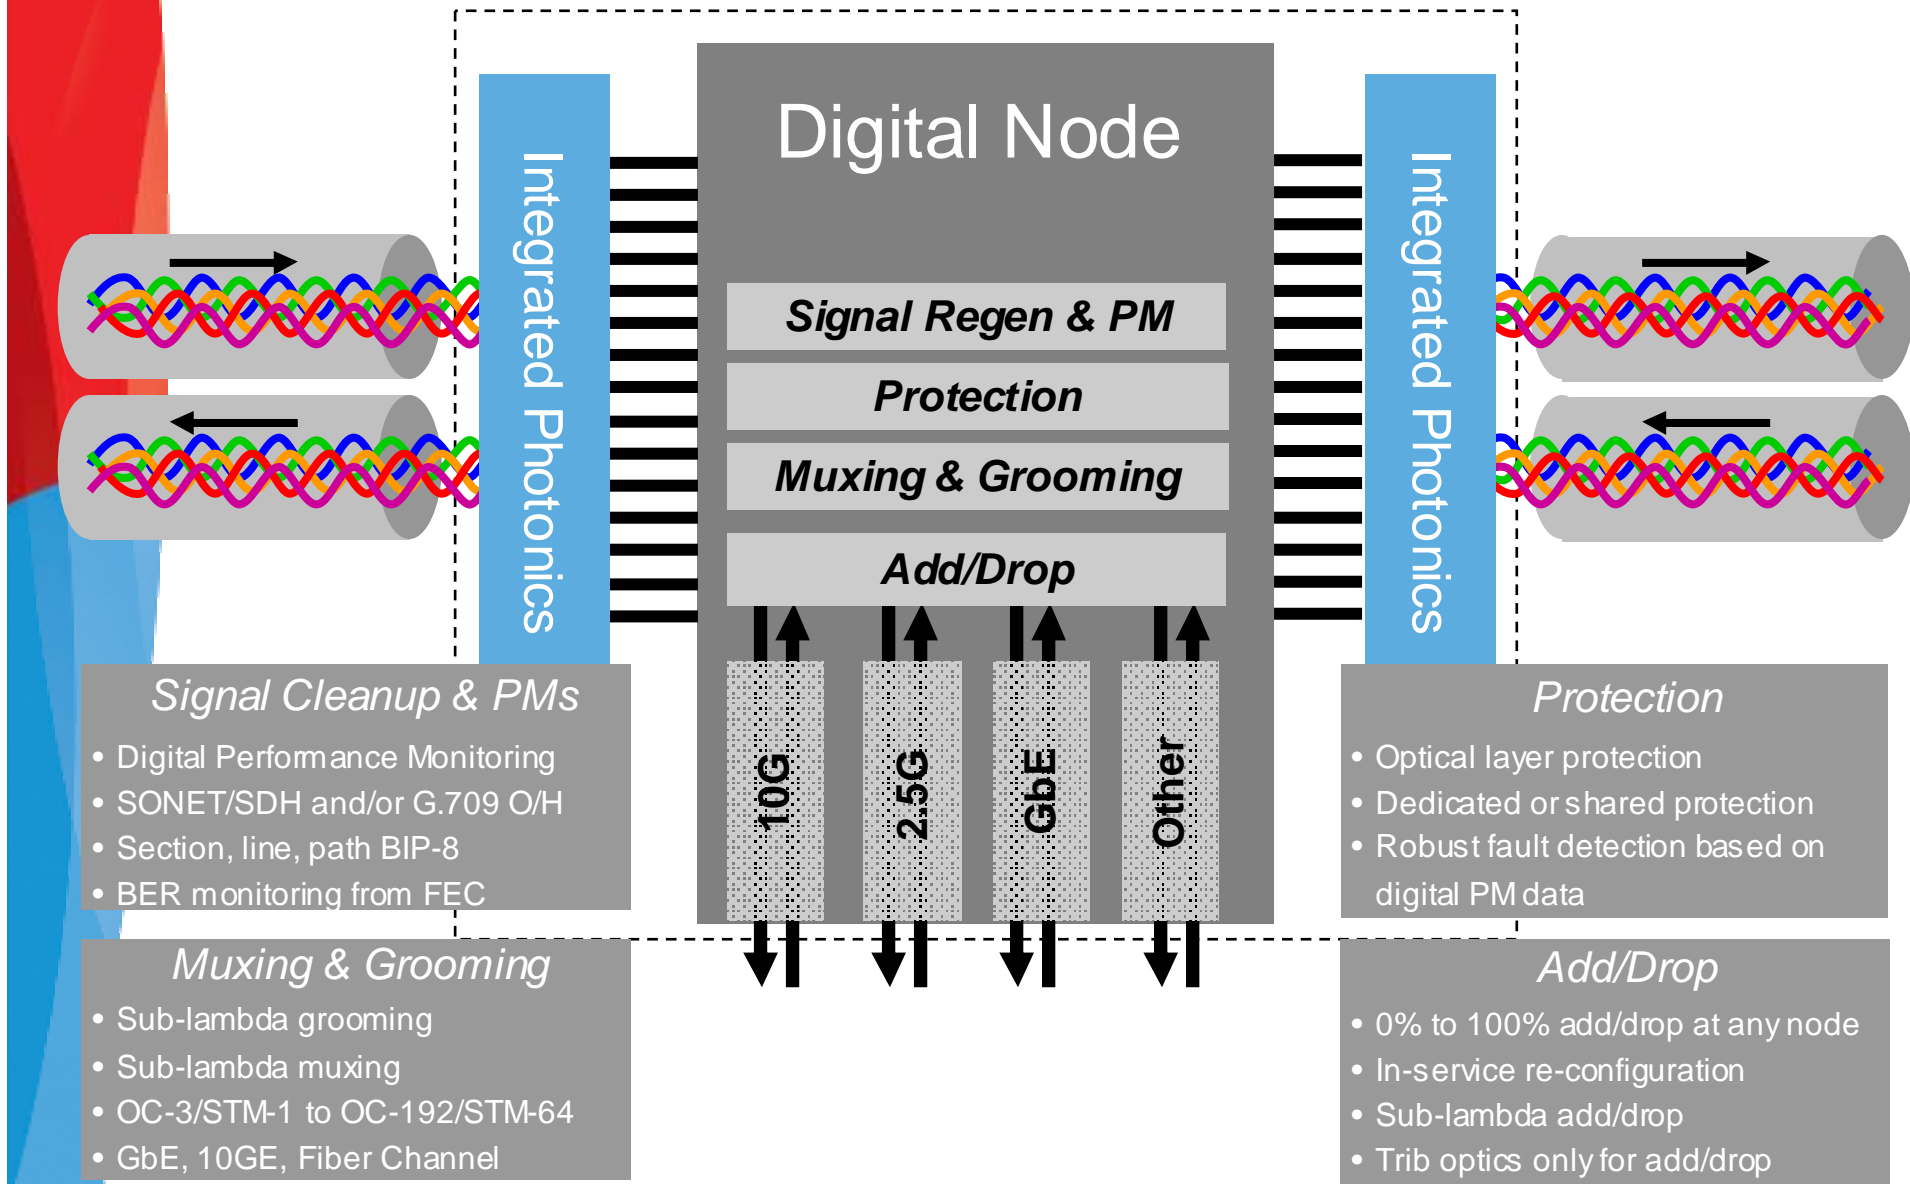 Digital Node
Integrated Photonics
Integrated Photonics
Signal Regen & PM
Protection
Muxing & Grooming
Add/Drop
10G
2.5G
GbE
Other
Signal Cleanup & PMs
• Digital Performance Monitoring
• SONET/SDH and/or G.709 O/H
• Section, line, path BIP-8
• BER monitoring from FEC
Protection
• Optical layer protection
• Dedicated or shared protection
• Robust fault detection based on
digital PM data
Muxing & Grooming
• Sub-lambda grooming
• Sub-lambda muxing
• OC-3/STM-1 to OC-192/STM-64
• GbE, 10GE, Fiber Channel
Add/Drop
• 0% to 100% add/drop at any node
• In-service re-configuration
• Sub-lambda add/drop
• Trib optics only for add/drop